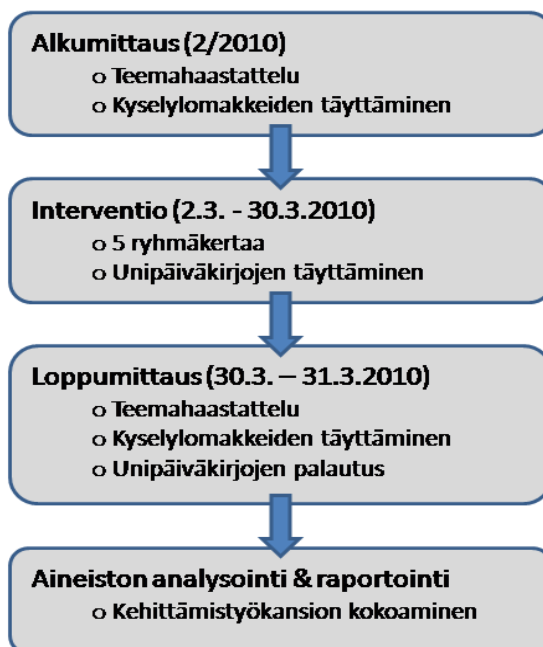 Alkumittaus (2/2010)
o Teemahaastattelu
o Kyselylomakkeiden täyttäminen
Interventio (2.3. - 30.3.2010)
o 5 ryhmäkertaa
o Unipäiväkirjojen täyttäminen
Loppumittaus (30.3. – 31.3.2010)
o Teemahaastattelu
o Kyselylomakkeiden täyttäminen
o Unipäiväkirjojen palautus
Aineiston analysointi & raportointi
o Kehittämistyökansion kokoaminen